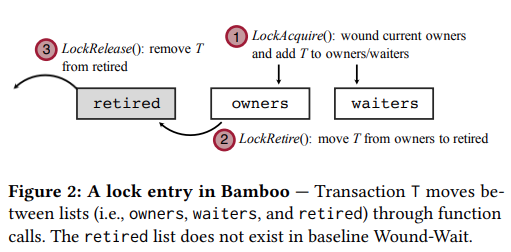 1 LockAcquire(): wound current owners
and add T to owners/waiters
3 LockRelease(): remove T
from retired
retired
owners
waiters
2 LockRetire(): move T from owners to retired
Figure 2: A lock entry in Bamboo — Transaction T moves be-
tween lists (i.e., owners, waiters, and retired) through function
calls. The retired list does not exist in baseline Wound-Wait.